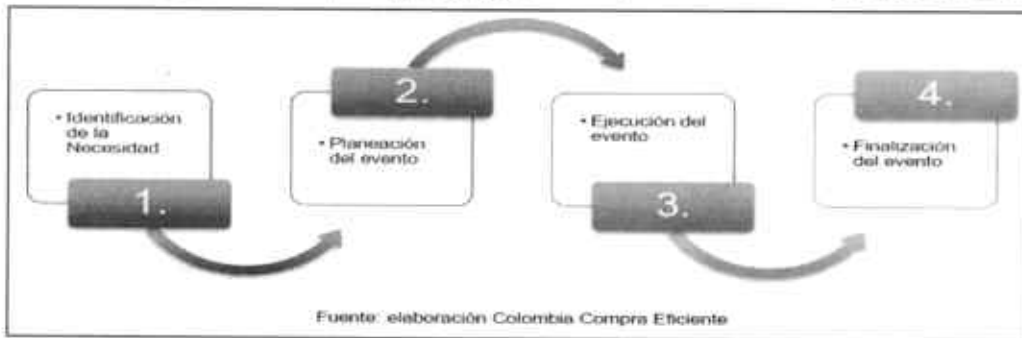 • Identificación
de la
Necesidad
1.
2.
• Planeación
del evento
• Ejecución del
evento
3.
4.
• Finalización
del evento
Fuente: elaboración Colombia Compra Eficiente